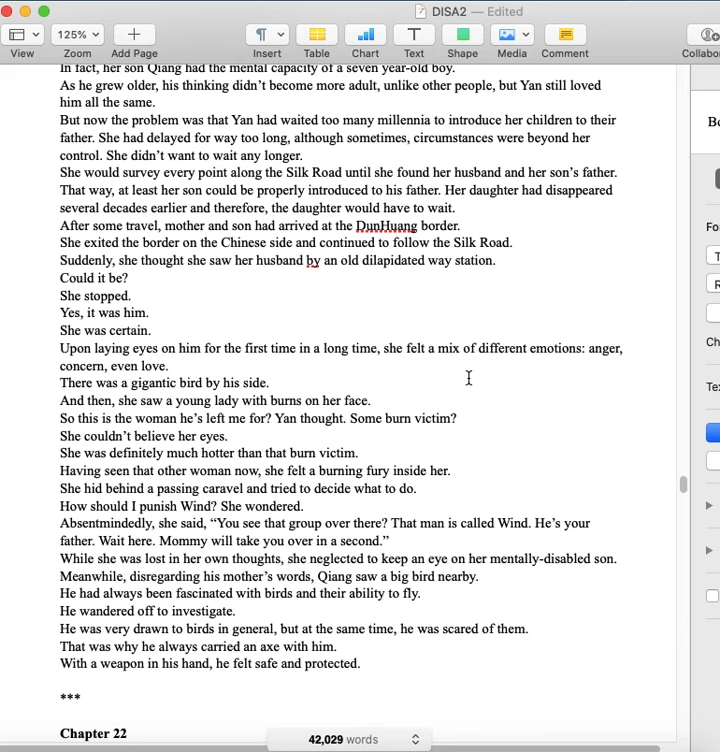 DISA2 — Edited
125%
View
Zoom
Add Page
Insert
Table
Chart
Text
Shape
Media
Comment
In fact, her son Qiang had the mental capacity of a seven year-old boy.
As he grew older, his thinking didn’t become more adult, unlike other people, but Yan still loved
him all the same.
But now the problem was that Yan had waited too many millennia to introduce her children to their
father. She had delayed for way too long, although sometimes, circumstances were beyond her
control. She didn’t want to wait any longer.
She would survey every point along the Silk Road until she found her husband and her son’s father.
That way, at least her son could be properly introduced to his father. Her daughter had disappeared
several decades earlier and therefore, the daughter would have to wait.
After some travel, mother and son had arrived at the DunHuang border.
She exited the border on the Chinese side and continued to follow the Silk Road.
Suddenly, she thought she saw her husband by an old dilapidated way station.
Could it be?
She stopped.
Yes, it was him.
She was certain.
Upon laying eyes on him for the first time in a long time, she felt a mix of different emotions: anger,
concern, even love.
There was a gigantic bird by his side.
And then, she saw a young lady with burns on her face.
So this is the woman he’s left me for? Yan thought. Some burn victim?
She couldn’t believe her eyes.
She was definitely much hotter than that burn victim.
Having seen that other woman now, she felt a burning fury inside her.
She hid behind a passing caravel and tried to decide what to do.
How should I punish Wind? She wondered.
Absentmindedly, she said, “You see that group over there? That man is called Wind. He’s your
father. Wait here. Mommy will take you over in a second.”
While she was lost in her own thoughts, she neglected to keep an eye on her mentally-disabled son.
Meanwhile, disregarding his mother’s words, Qiang saw a big bird nearby.
He had always been fascinated with birds and their ability to fly.
He wandered off to investigate.
He was very drawn to birds in general, but at the same time, he was scared of them.
That was why he always carried an axe with him.
With a weapon in his hand, he felt safe and protected.
***
Chapter 22
42,029 words